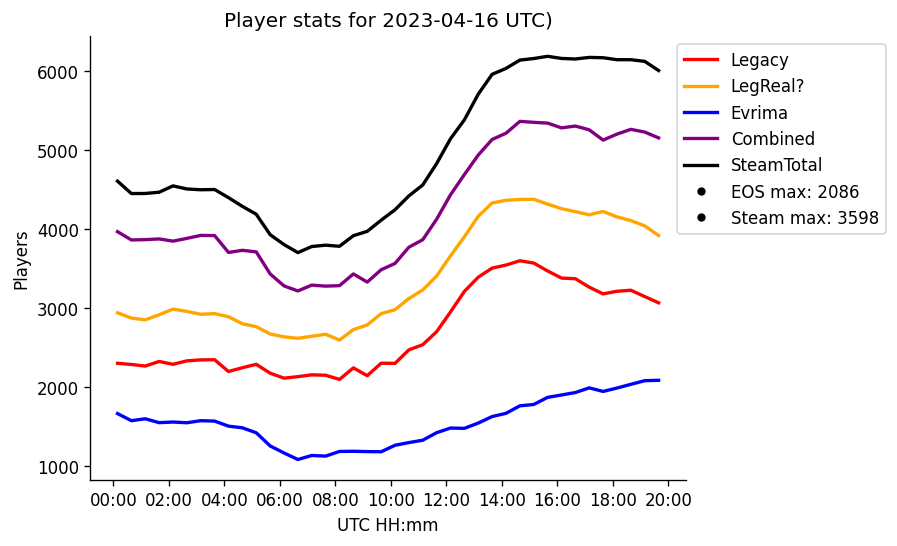 Player stats for 2023-04-16 UTC)
Legacy
LegReal?
Evrima
Combined
SteamTotal
EOS max: 2086
Steam max: 3598
Players
6000
5000
4000
3000
2000
1000
00:00 02:00 04:00 06:00 08:00 10:00 12:00 14:00 16:00 18:00 20:00
UTC HH:mm